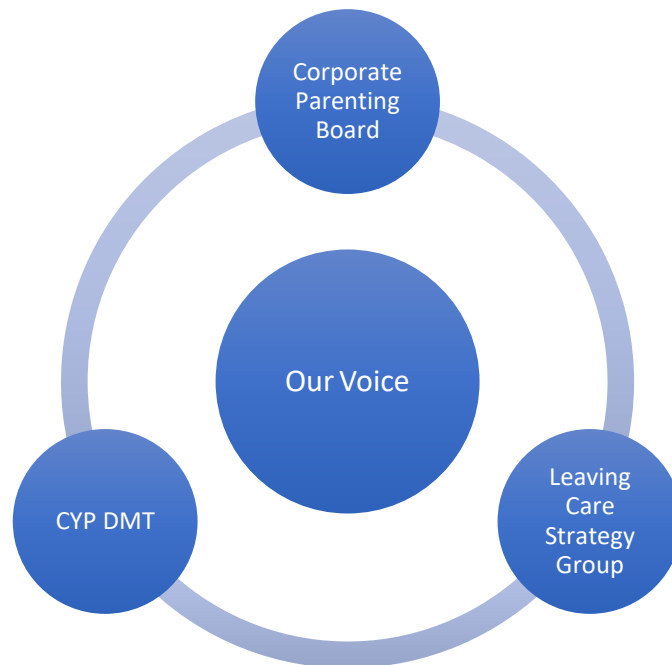 Corporate
Parenting
Board
Our Voice
CYP DMT
Leaving
Care
Strategy
Group